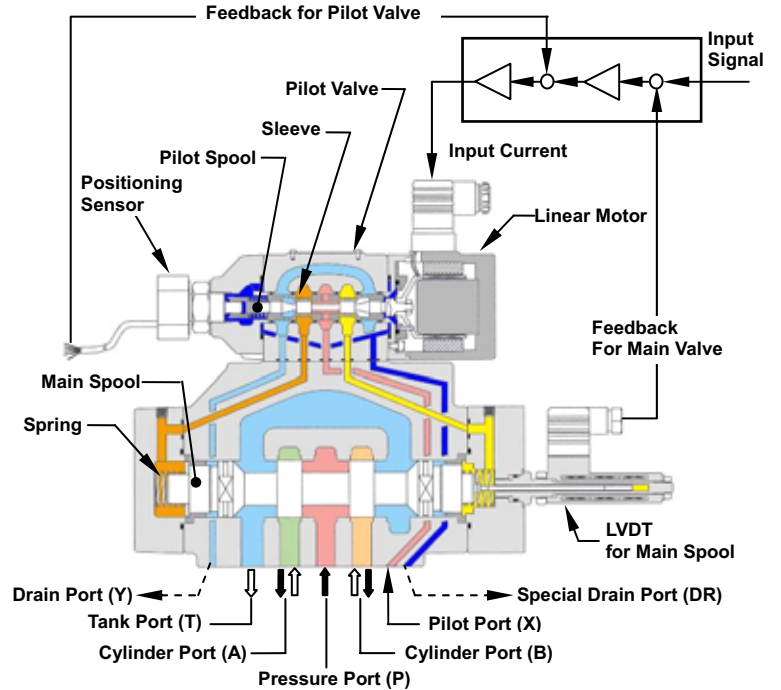 Feedback for Pilot Valve
Input
Signal
Pilot Valve
Sleeve
Pilot Spool
Input Current
Positioning
Sensor
Linear Motor
Feedback
For Main Valve
Main Spool
Spring
LVDT
for Main Spool
Drain Port (Y)
Special Drain Port (DR)
Tank Port (T)
Pilot Port (X)
Cylinder Port (A)
Cylinder Port (B)
Pressure Port (P)